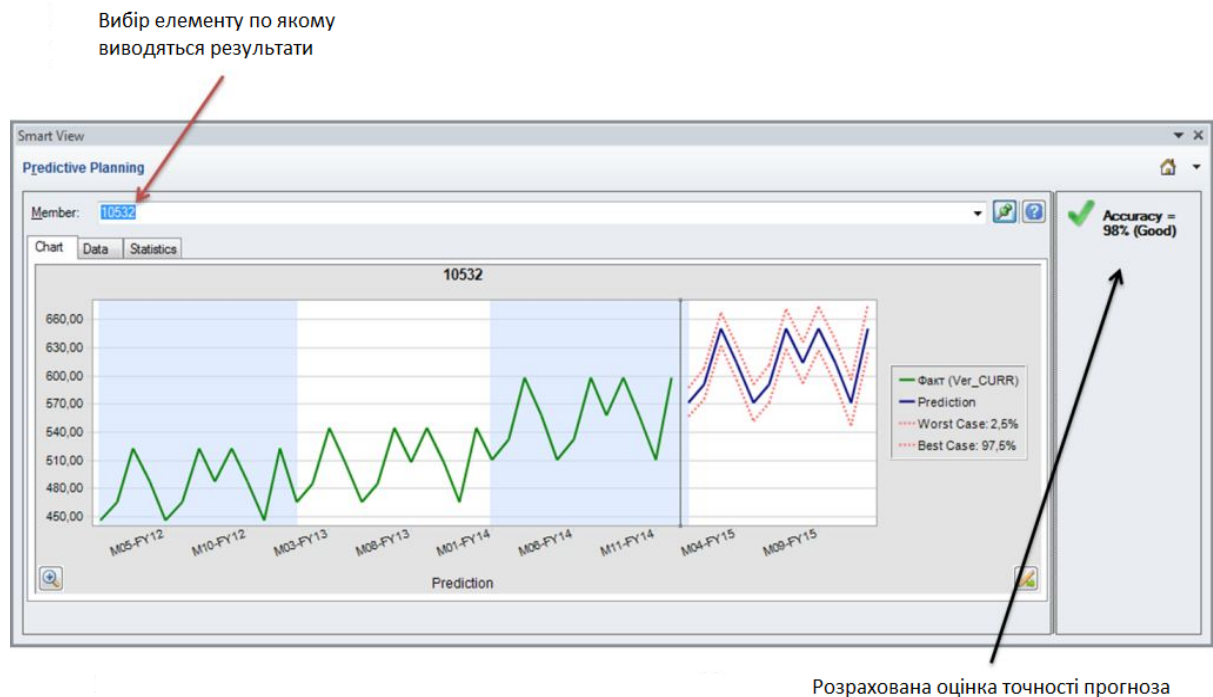 Вибір елементу по якому
виводяться результати
Smart View
Predictive Planning
Member:
10532
Accuracy =
98% (Good)
Chart
Data
Statistics
10532
660,00
630,00
600,00
570,00
540,00
510,00
480,00
450,00
Факт (Ver_CURR)
Prediction
Worst Case: 2,5%
Best Case: 97,5%
M05-FY12
M10-FY12
M03-FY13
M08-FY13
M01-FY14
M06-FY14
M11-FY14
M04-FY15
M09-FY15
Prediction
Розрахована оцінка точності прогноза